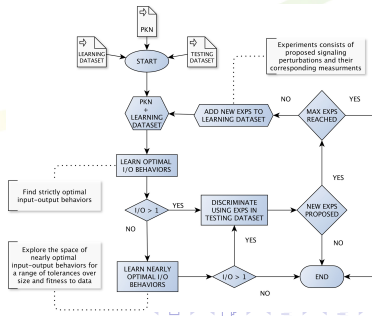 PKN
LEARNING
DATASET
TESTING
DATASET
START
Experiments consists of
proposed signaling
perturbations and their
corresponding measurments
PKN
+
LEARNING
DATASET
ADD NEW EXPS TO
LEARNING DATASET
NO
MAX EXPS
REACHED
YES
LEARN OPTIMAL
I/O BEHAVIORS
YES
Find strictly optimal
input-output behaviors
I/O > 1
YES
DISCRIMINATE
USING EXPS IN
TESTING DATASET
NEW EXPS
PROPOSED
NO
YES
NO
Explore the space of
nearly optimal
input-output behaviors for
a range of tolerances over
size and fitness to data
LEARN NEARLY
OPTIMAL I/O
BEHAVIORS
I/O > 1
NO
END